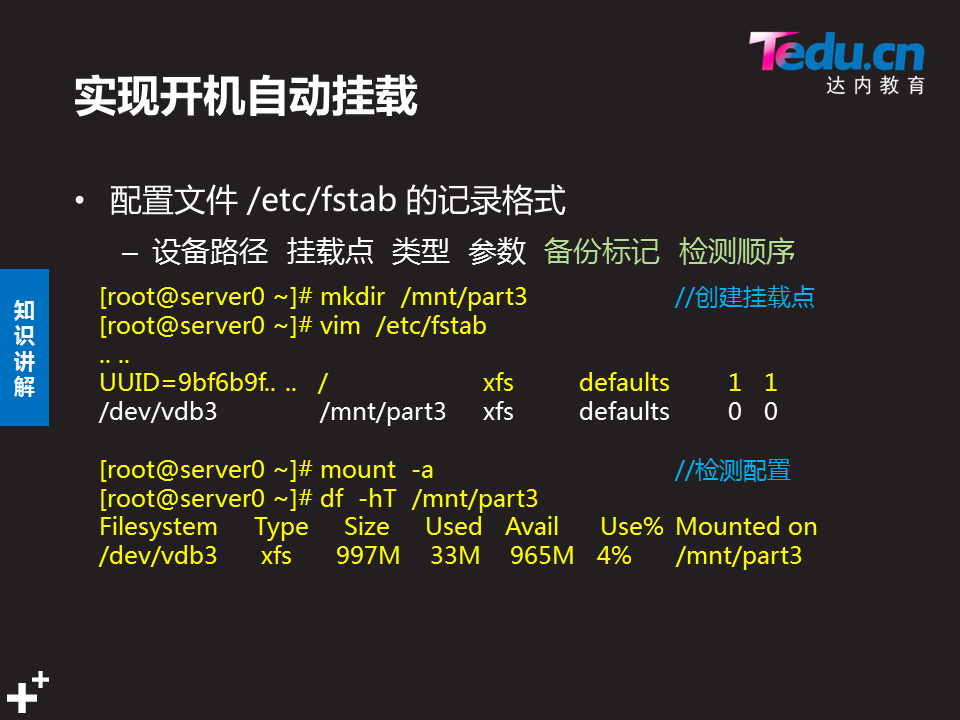 Tedu.cn
达内教育
实现开机自动挂载
• 配置文件 /etc/fstab 的记录格式
– 设备路径 挂载点 类型 参数 备份标记 检测顺序
知识讲解
[root@server0 ~]# mkdir /mnt/part3 //创建挂载点
[root@server0 ~]# vim /etc/fstab
.. ..
UUID=9bf6b9f.. .. / xfs defaults 1 1
/dev/vdb3 /mnt/part3 xfs defaults 0 0
[root@server0 ~]# mount -a //检测配置
[root@server0 ~]# df -hT /mnt/part3
Filesystem Type Size Used Avail Use% Mounted on
/dev/vdb3 xfs 997M 33M 965M 4% /mnt/part3